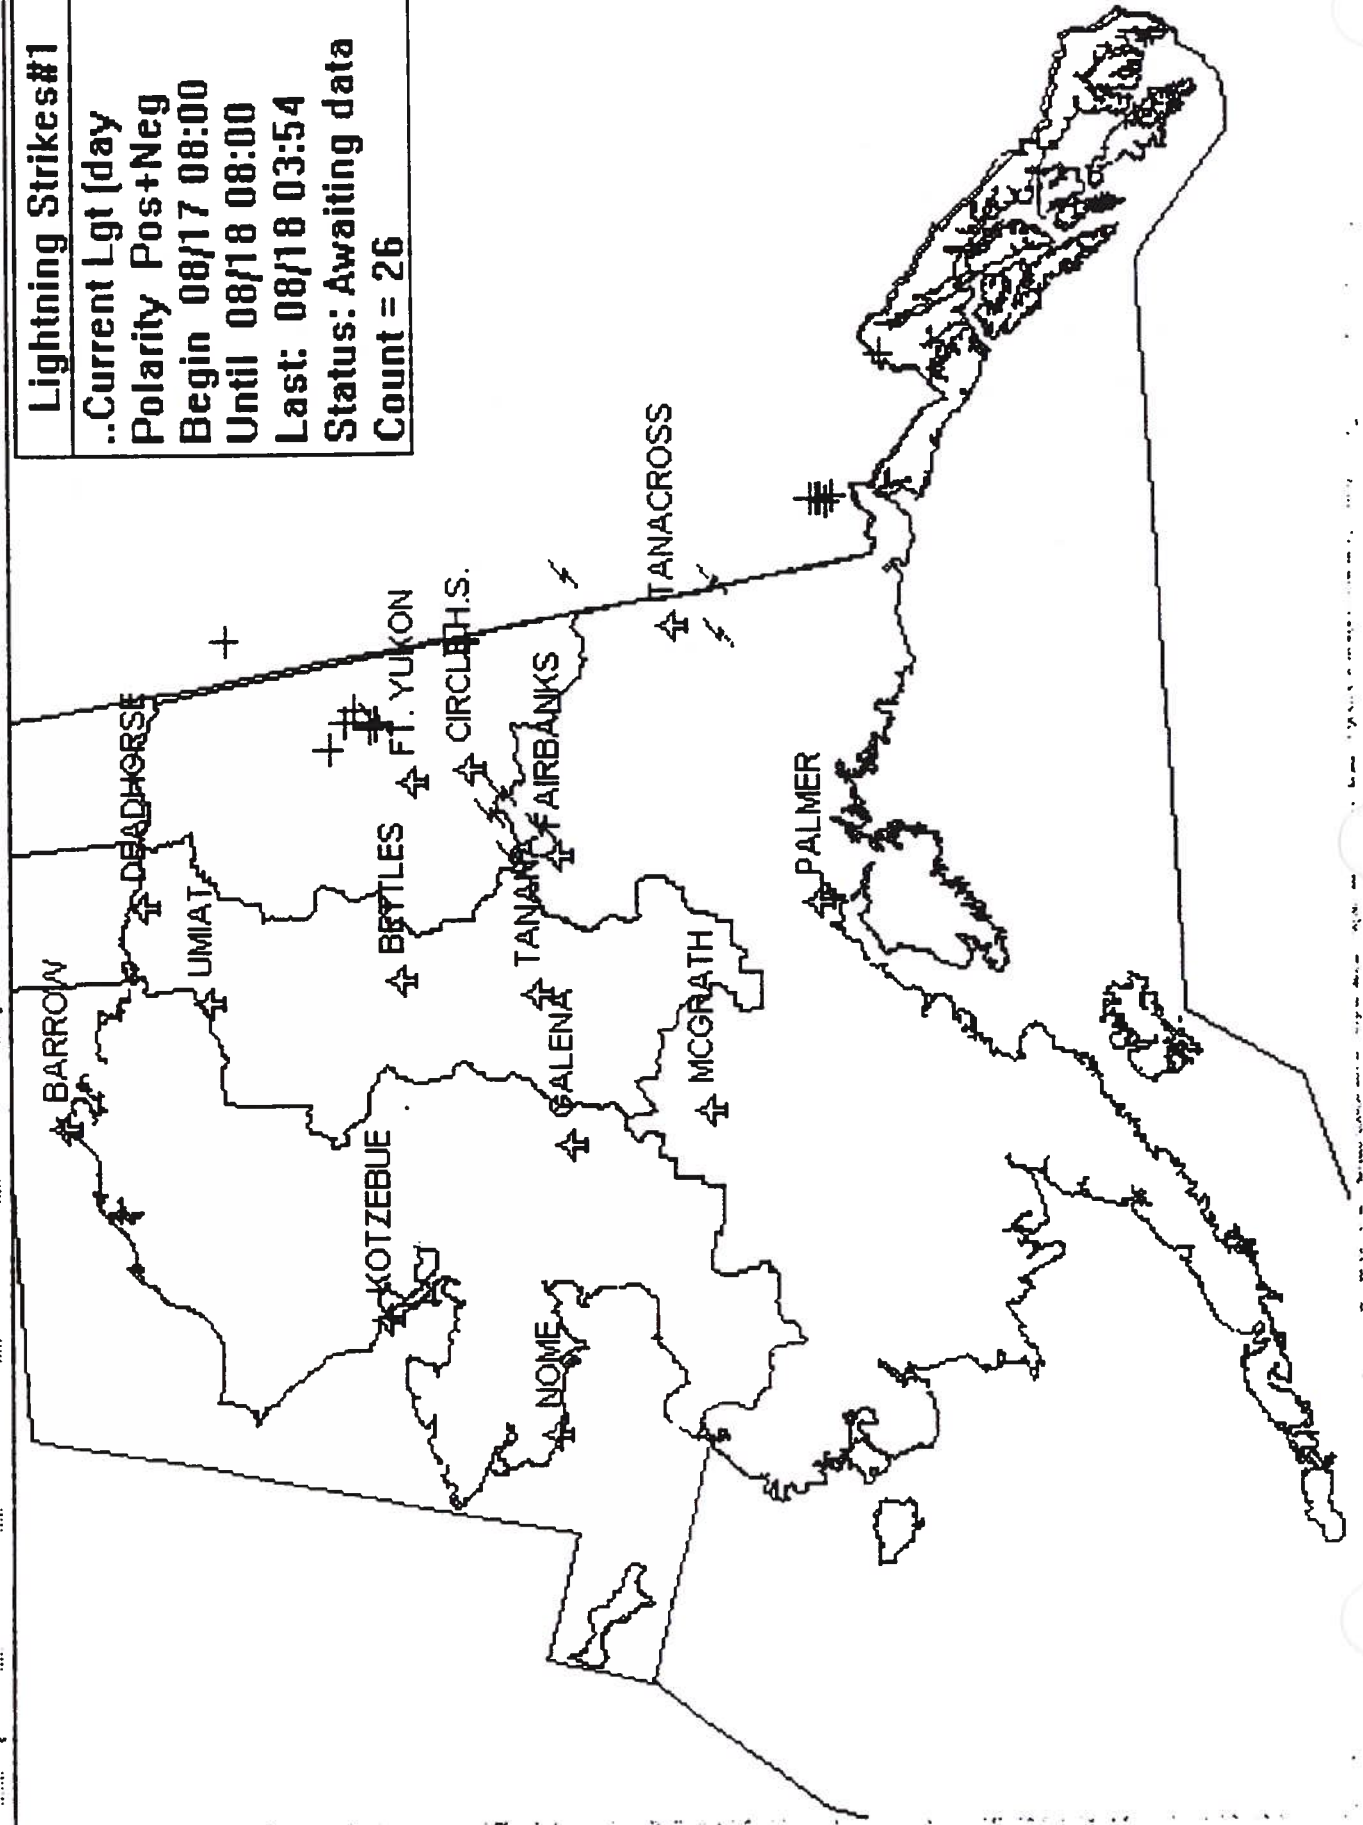 Lightning Strikes#1
..Current Lgt (day
Polarity Pos+Neg
Begin 08/17 08:00
Until 08/18 08:00
Last: 08/18 03:54
Status: Awaiting data
Count = 26
BARROW
DEADHORSE
UMIAT
KOTZEBUE
BETTLES
FT. YUKON
CIRCLE H.S.
NOME
GALENA
TANANA
FAIRBANKS
TANACROSS
MCGRATH
PALMER